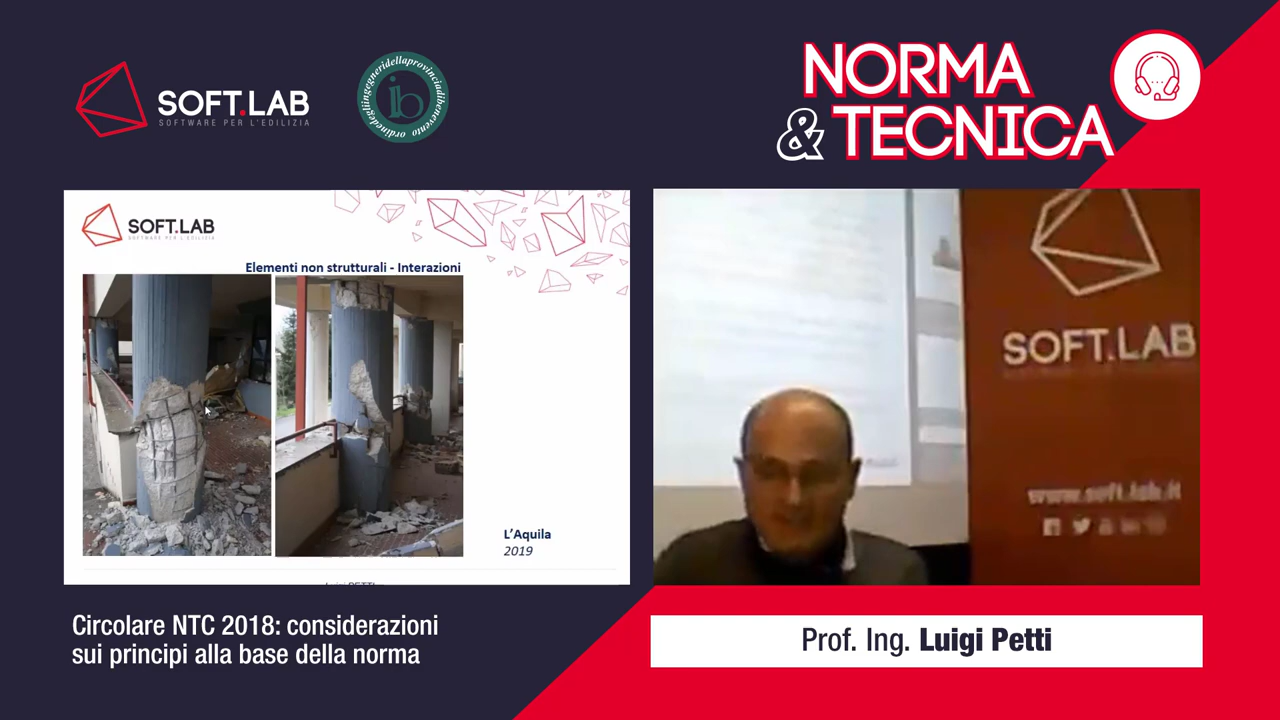 SOFT.LAB
SOFTWARE PER L'EDILIZIA
ordinedegliingegneridellaprovinciadibenevento
ib
NORMA
& TECNICA
SOFT.LAB
SOFTWARE PER L'EDILIZIA
Elementi non strutturali - Interazioni
L'Aquila
2019
SOFT.LAB
www.soft.lab.it
Circolare NTC 2018: considerazioni
sui principi alla base della norma
Prof. Ing. Luigi Petti